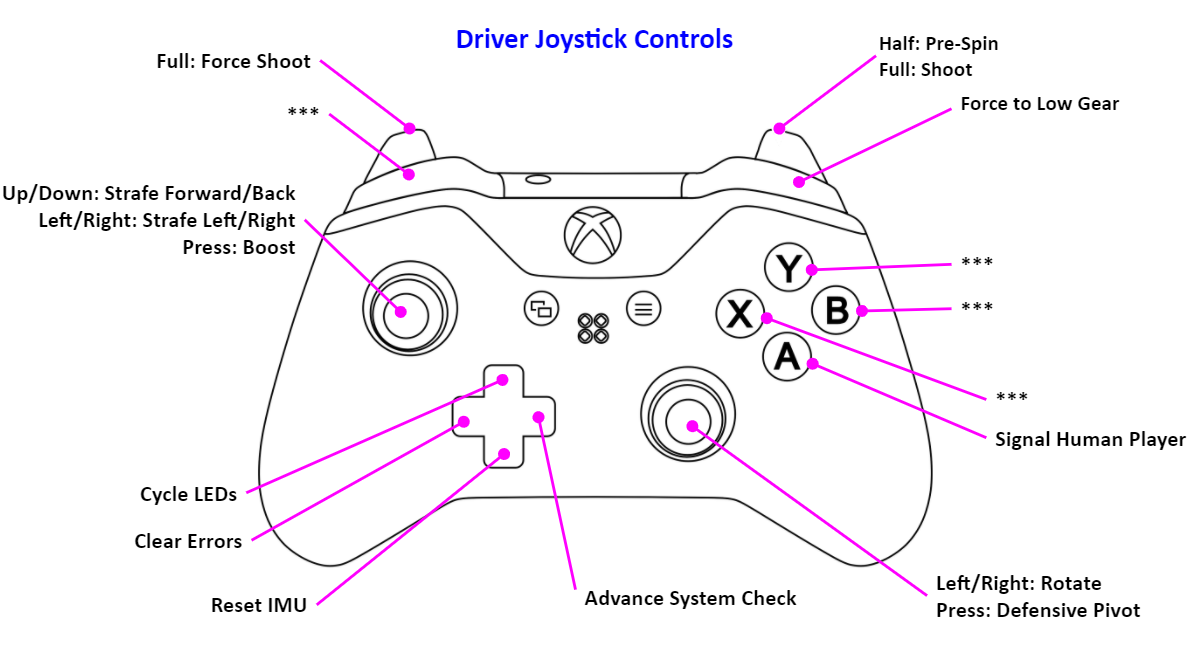 Driver Joystick Controls
Full: Force Shoot
***
Up/Down: Strafe Forward/Back
Left/Right: Strafe Left/Right
Press: Boost
Half: Pre-Spin
Full: Shoot
Force to Low Gear
Y
***
X
B
***
A
***
Signal Human Player
Cycle LEDs
Clear Errors
Reset IMU
Advance System Check
Left/Right: Rotate
Press: Defensive Pivot